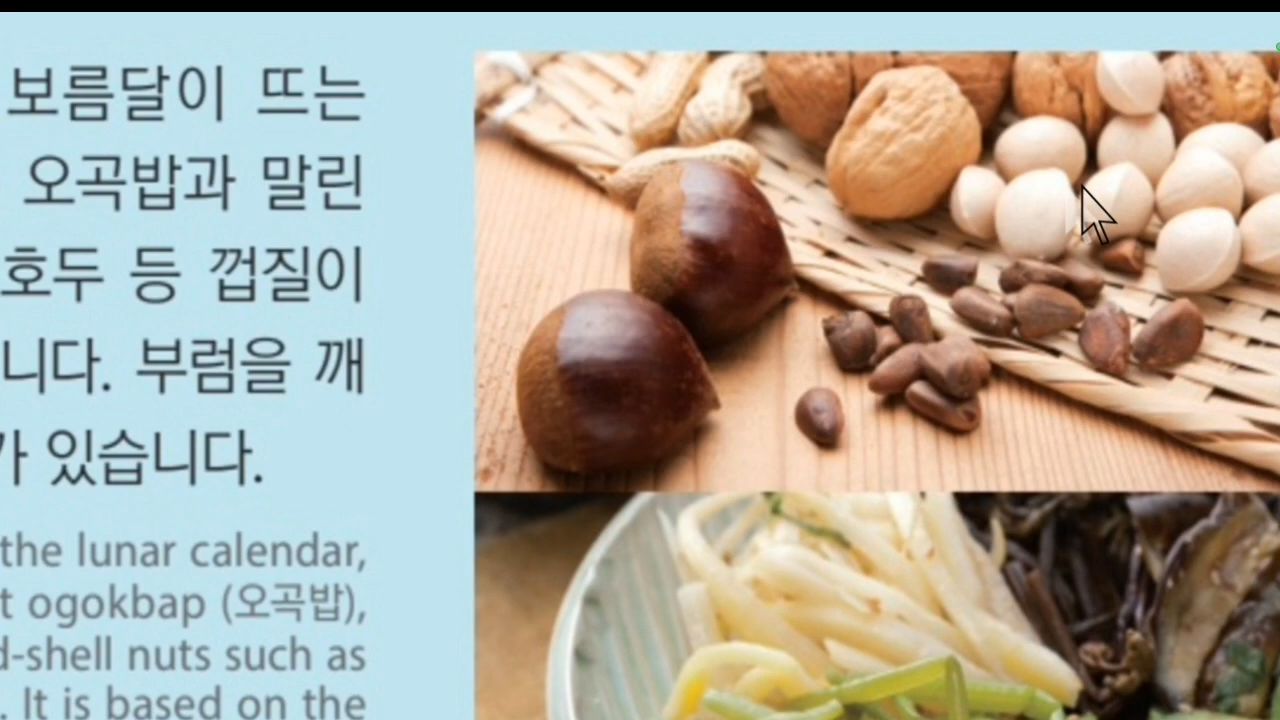 보름달이 뜨는
오곡밥과 말린
호두 등 껍질이
니다. 부럼을 깨
가 있습니다.
the lunar calendar,
t ogokbap (오곡밥),
d-shell nuts such as
. It is based on the